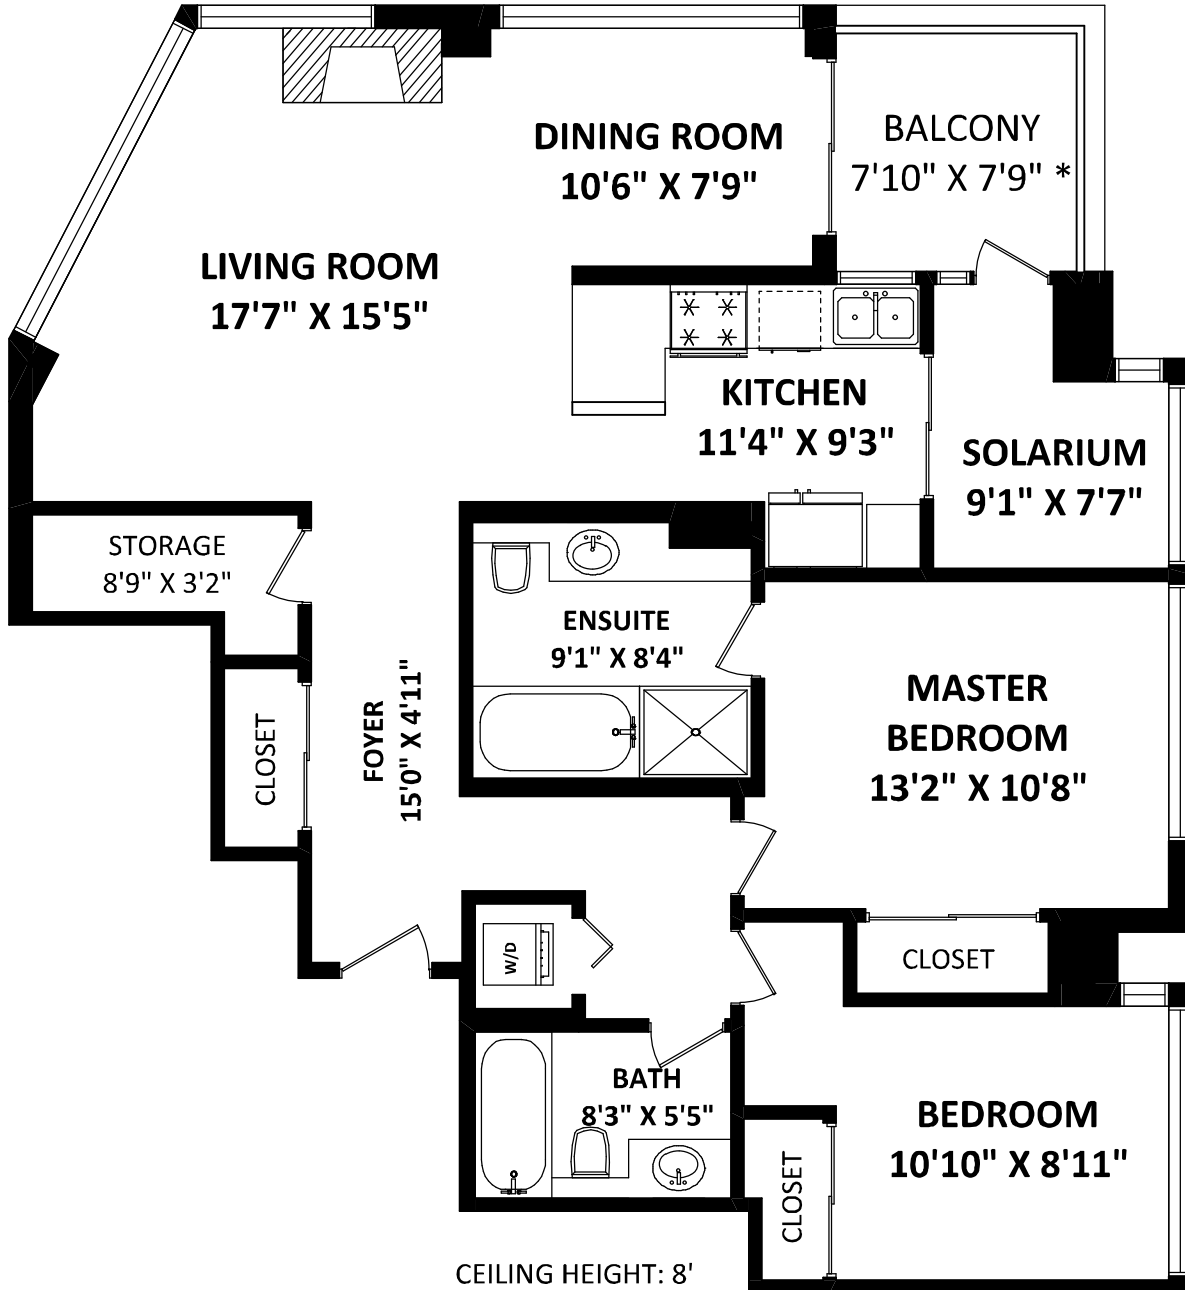 DINING ROOM
10'6" X 7'9"
BALCONY
7'10" X 7'9" *
LIVING ROOM
17'7" X 15'5"
KITCHEN
11'4" X 9'3"
SOLARIUM
9'1" X 7'7"
STORAGE
8'9" X 3'2"
ENSUITE
9'1" X 8'4"
CLOSET
FOYER
15'0" X 4'11"
MASTER
BEDROOM
13'2" X 10'8"
W/D
CLOSET
BATH
8'3" X 5'5"
BEDROOM
10'10" X 8'11"
CLOSET
CEILING HEIGHT: 8'